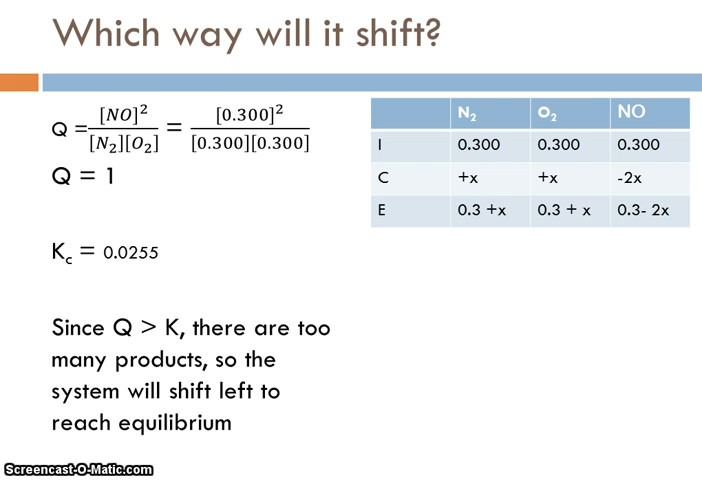 Which way will it shift?
Q = [NO]²/[N₂][O₂] = [0.300]²/[0.300][0.300]
Q = 1
K꜀ = 0.0255
Since Q > K, there are too
many products, so the
system will shift left to
reach equilibrium
N₂ O₂ NO
I 0.300 0.300 0.300
C +x +x -2x
E 0.3 +x 0.3 + x 0.3- 2x
Screencast-O-Matic.com